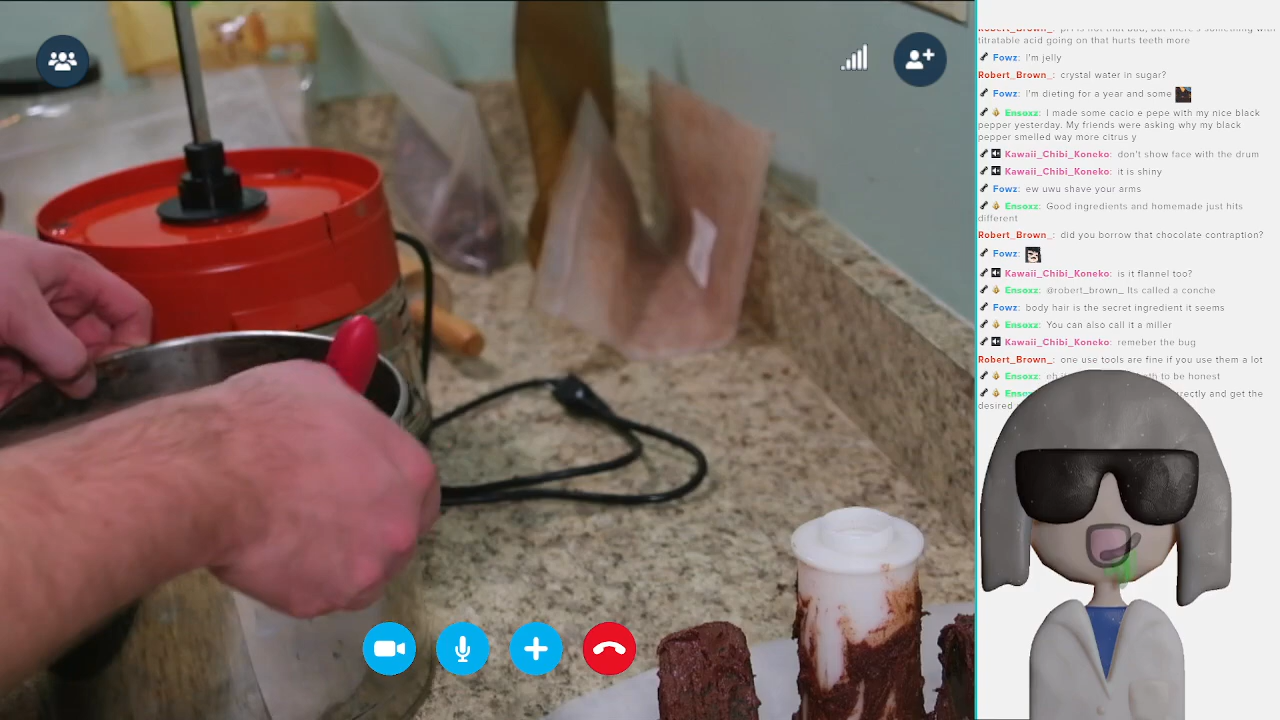 Robert_Brown_: pH is not that bad, but there's something with
titratable acid going on that hurts teeth more
Fowz: I'm jelly
Robert_Brown_: crystal water in sugar?
Fowz: I'm dieting for a year and some
Ensoxz: I made some cacio e pepe with my nice black
pepper yesterday. My friends were asking why my black
pepper smelled way more citrus y
Kawaii_Chibi_Koneko: don't show face with the drum
Kawaii_Chibi_Koneko: it is shiny
Fowz: ew uwu shave your arms
Ensoxz: Good ingredients and homemade just hits
different
Robert_Brown_: did you borrow that chocolate contraption?
Fowz:
Kawaii_Chibi_Koneko: is it flannel too?
Ensoxz: @robert_brown_ Its called a conche
Fowz: body hair is the secret ingredient it seems
Ensoxz: You can also call it a miller
Kawaii_Chibi_Koneko: remeber the bug
Robert_Brown_: one use tools are fine if you use them a lot
Ensoxz: to be honest
and get the
desired